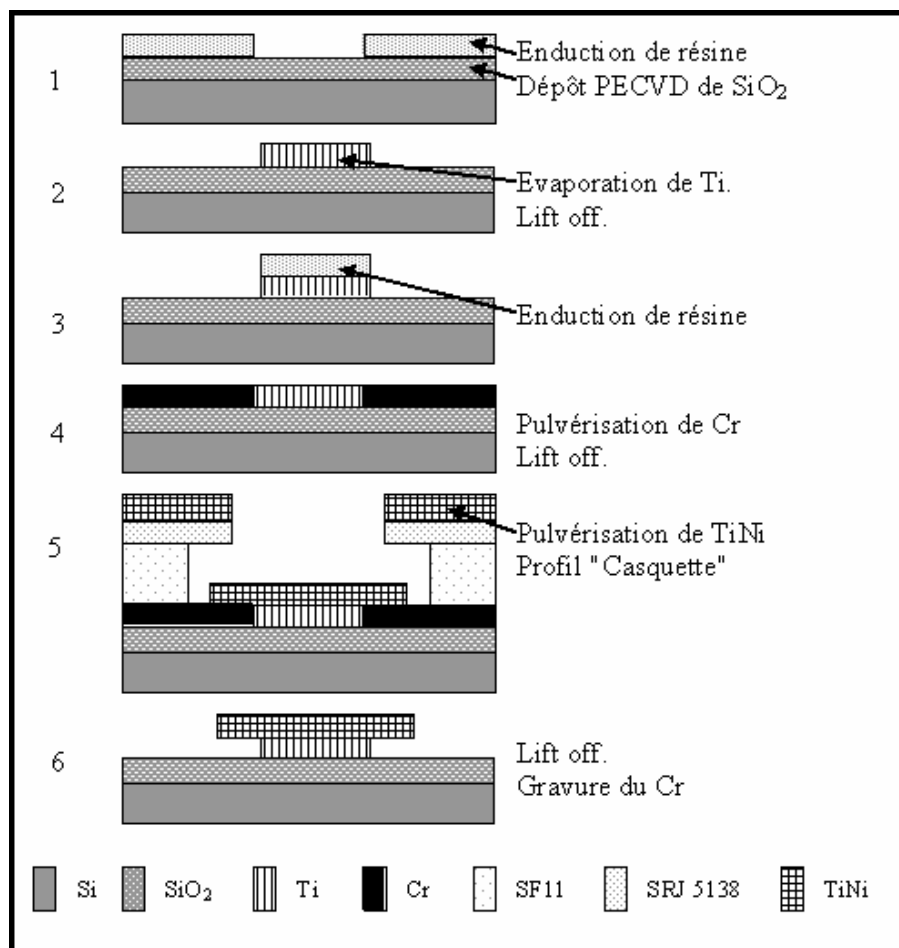 1
Enduction de résine
Dépôt PECVD de SiO₂
2
Evaporation de Ti.
Lift off.
3
Enduction de résine
4
Pulvérisation de Cr
Lift off.
5
Pulvérisation de TiNi
Profil "Casquette"
6
Lift off.
Gravure du Cr
Si SiO₂ Ti Cr SF11 SRJ 5138 TiNi